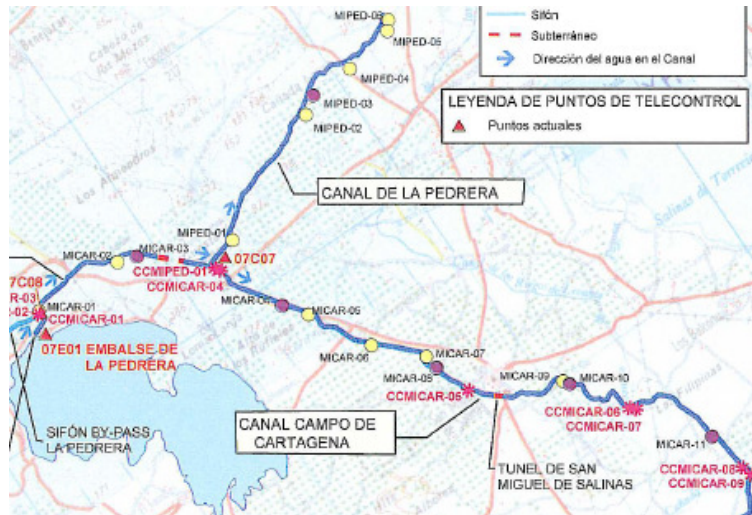 Sifón
Subterráneo
Dirección del agua en el Canal
LEYENDA DE PUNTOS DE TELECONTROL
Puntos actuales
MIPED-05
MIPED-04
MIPED-03
MIPED-02
CANAL DE LA PEDRERA
MIPED-01
07C07
MICAR-02
MICAR-03
CCMIPED-01
CCMICAR-04
7C08
AR-03
-02
MICAR-01
CCMICAR-01
07E01 EMBALSE DE
LA PEDRERA
MICAR-04
MICAR-05
MICAR-06
MICAR-07
MICAR-08
CCMICAR-05
MICAR-09
MICAR-10
CCMICAR-06
CCMICAR-07
MICAR-11
CCMICAR-08
CCMICAR-09
SIFÓN BY-PASS
LA PEDRERA
CANAL CAMPO DE
CARTAGENA
TUNEL DE SAN
MIGUEL DE SALINAS